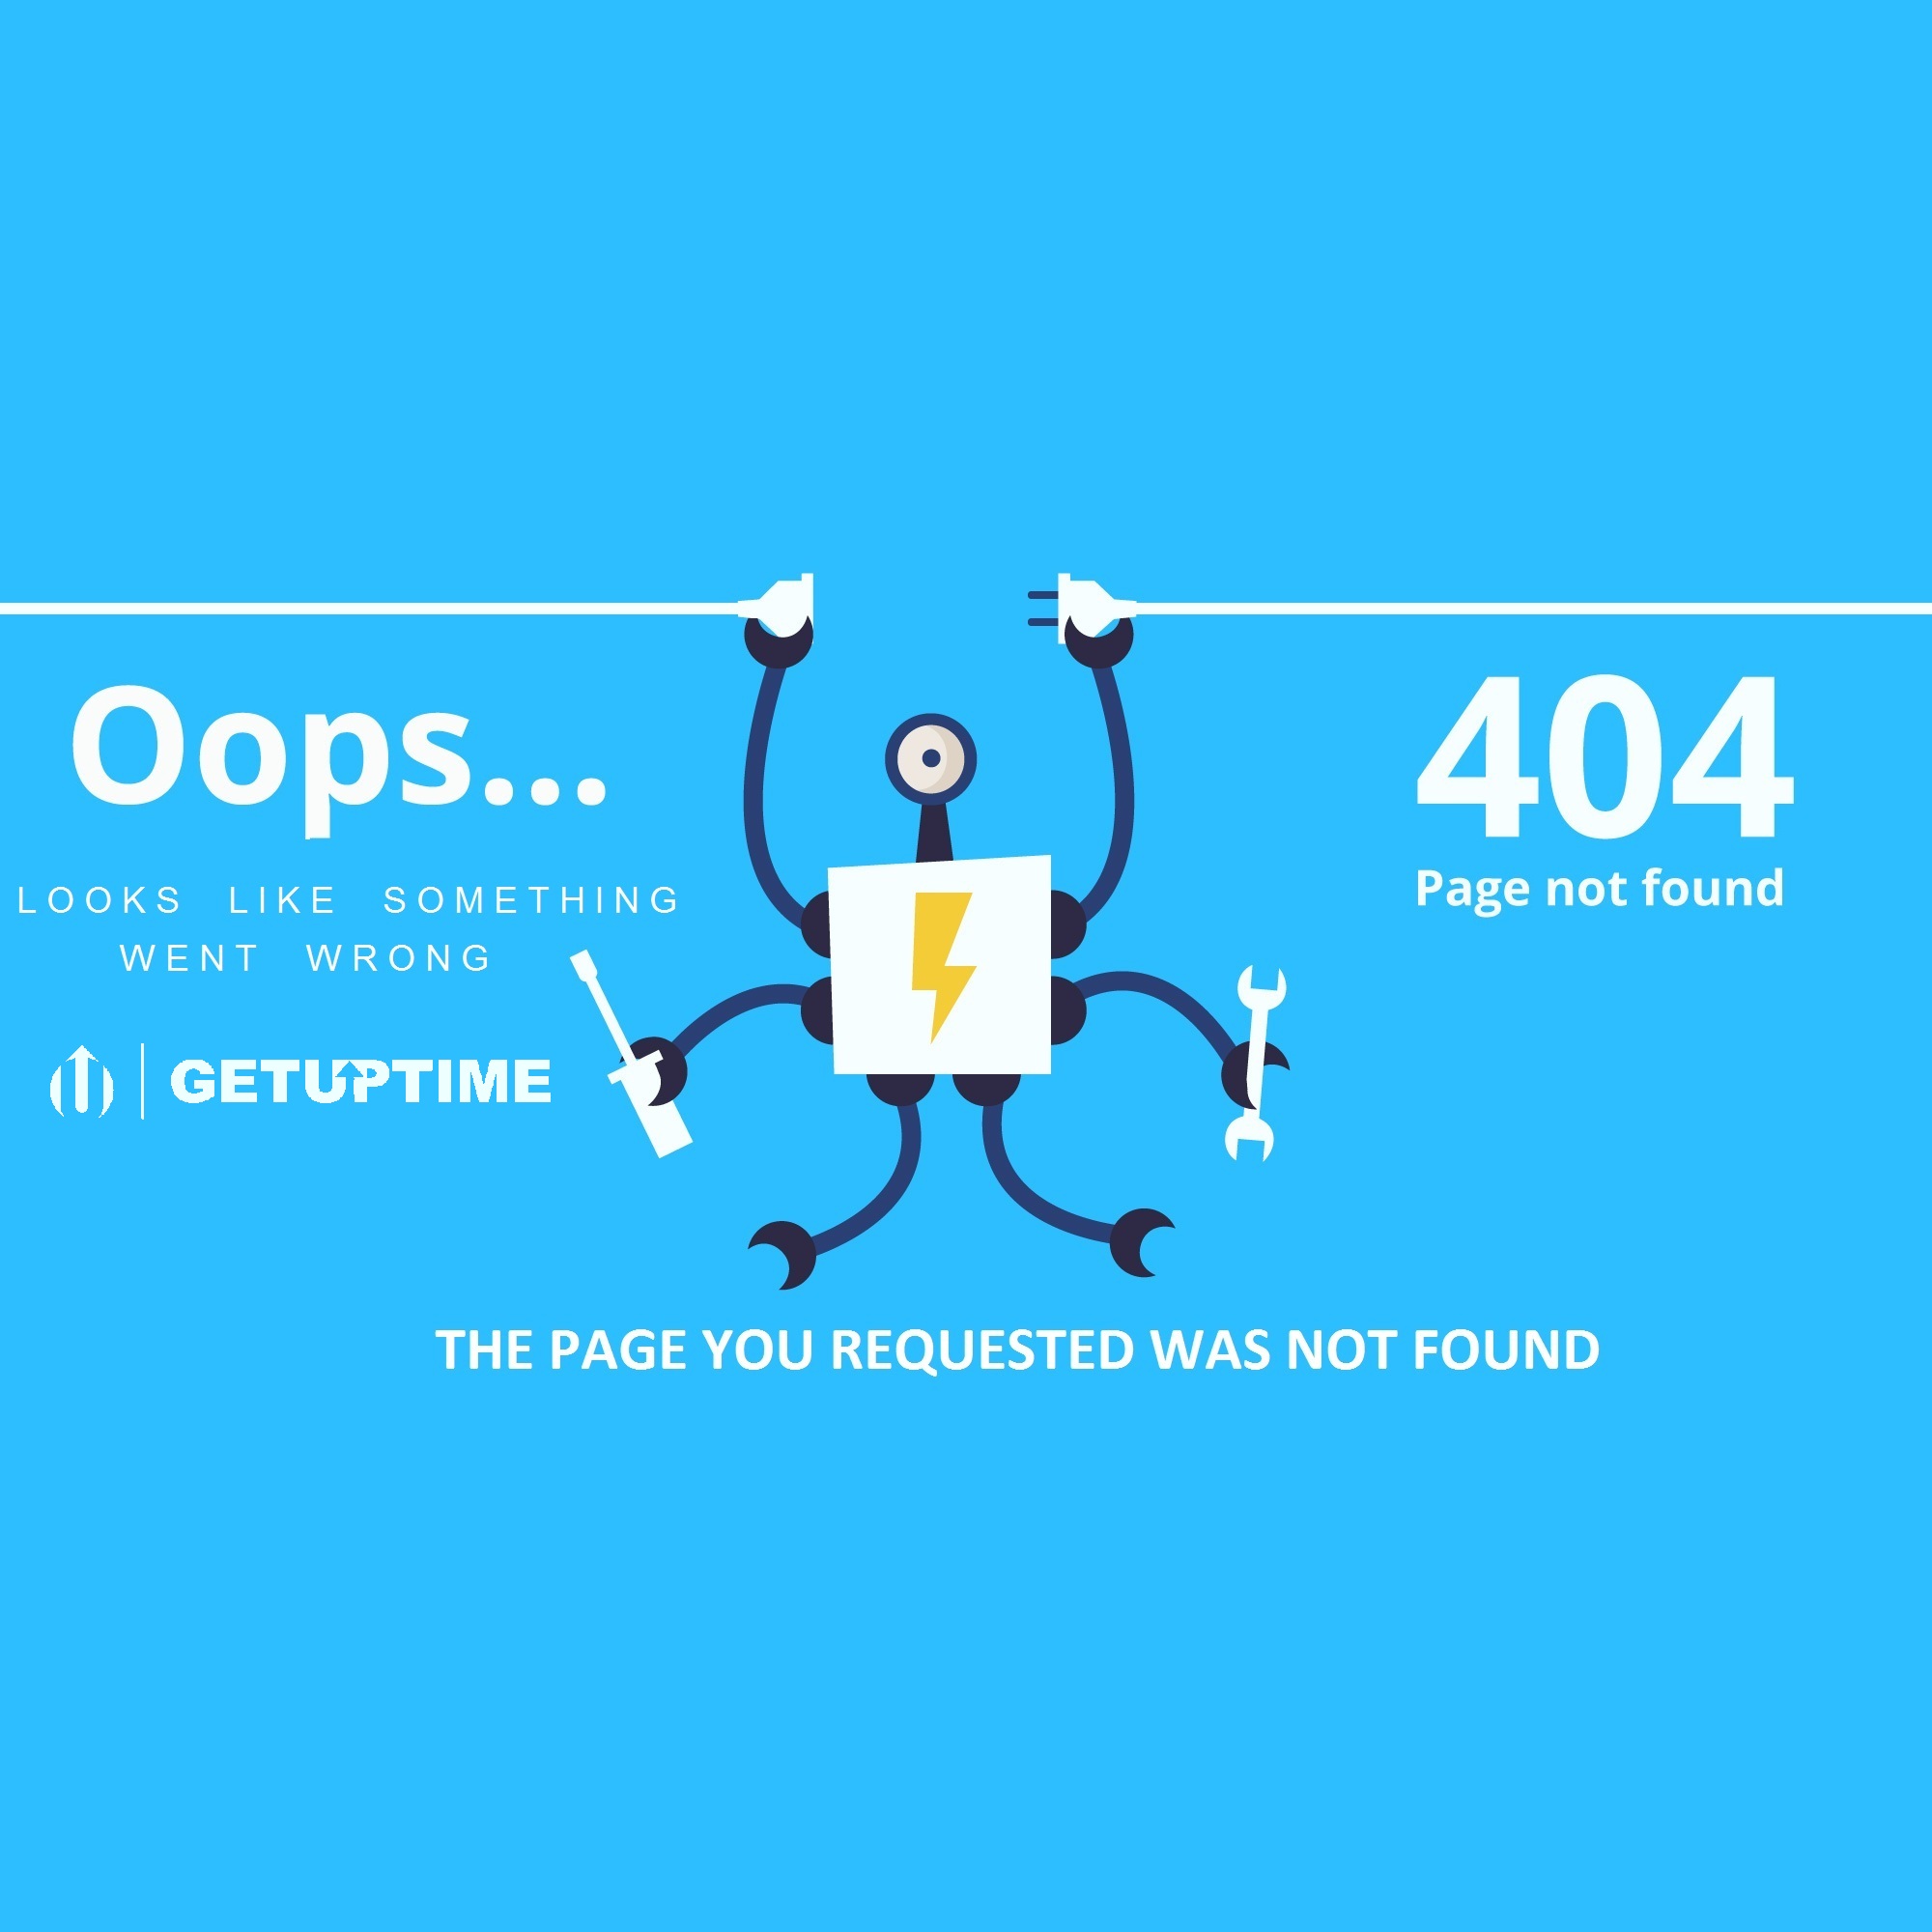 Oops...
LOOKS LIKE SOMETHING
WENT WRONG
GETUPTIME
404
Page not found
THE PAGE YOU REQUESTED WAS NOT FOUND